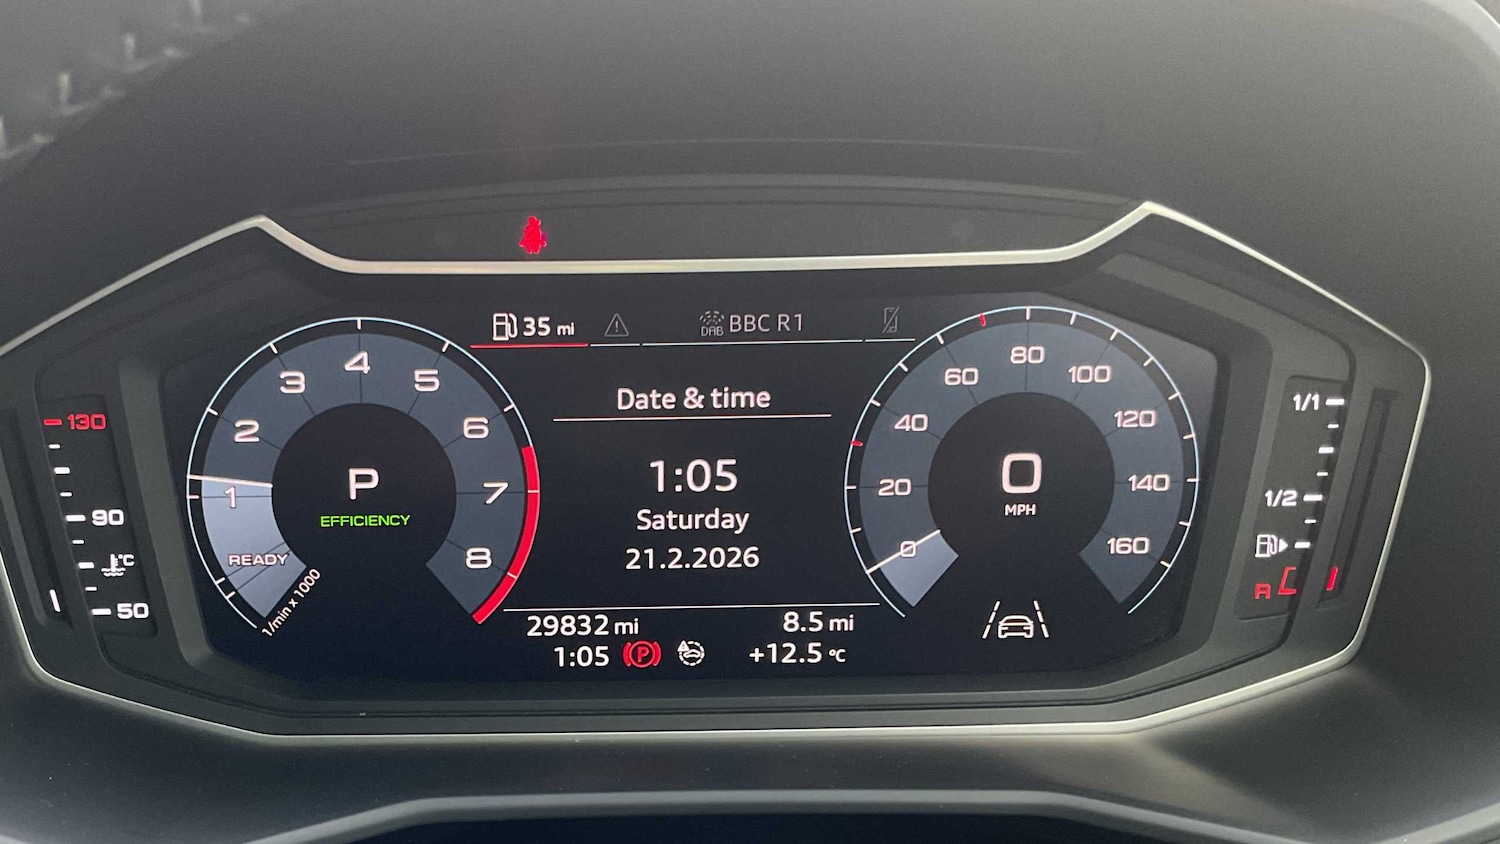 35 mi
DAB BBC R1
Date & time
1:05
Saturday
21.2.2026
29832 mi
8.5 mi
1:05
P
+12.5 °C
130
90
°C
50
1
2
3
4
5
6
7
8
READY
1/min x 1000
P
EFFICIENCY
0
20
40
60
80
100
120
140
160
0
MPH
1/1
1/2
R